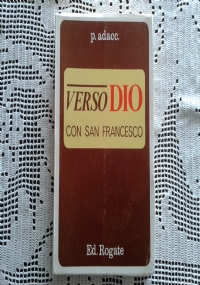 p. adacc.
VERSO DIO
CON SAN FRANCESCO
Ed. Rogate